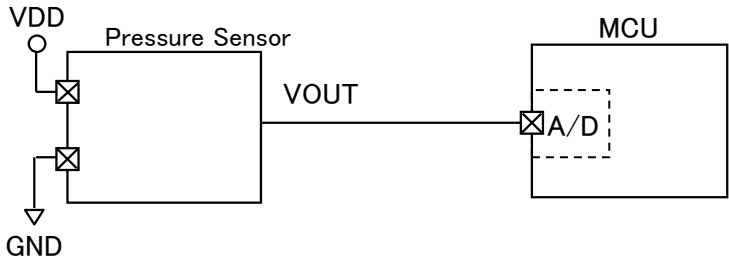 VDD
Pressure Sensor
MCU
VOUT
A/D
GND